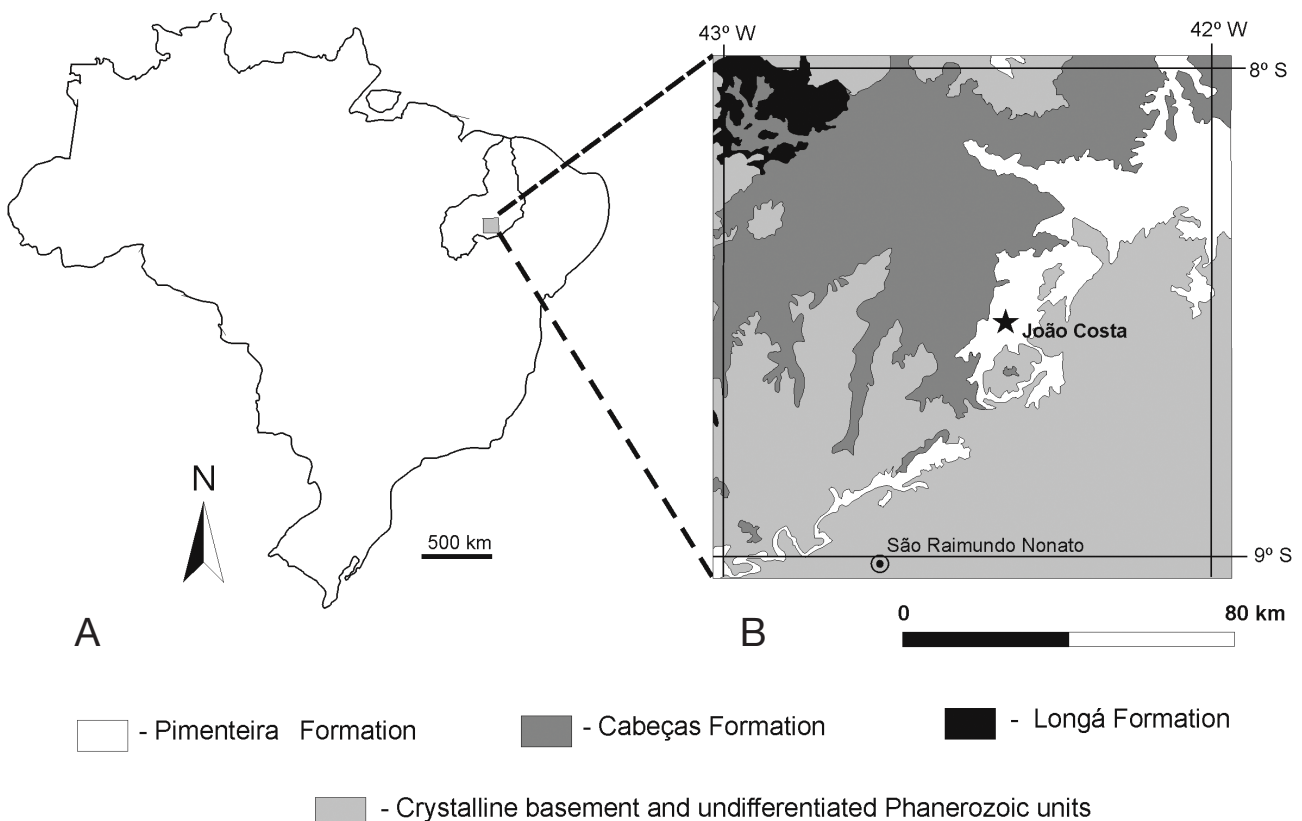 43º W
42º W
8º S
João Costa
N
500 km
São Raimundo Nonato
9º S
A
B
0
80 km
- Pimenteira Formation
- Cabeças Formation
- Longá Formation
- Crystalline basement and undifferentiated Phanerozoic units